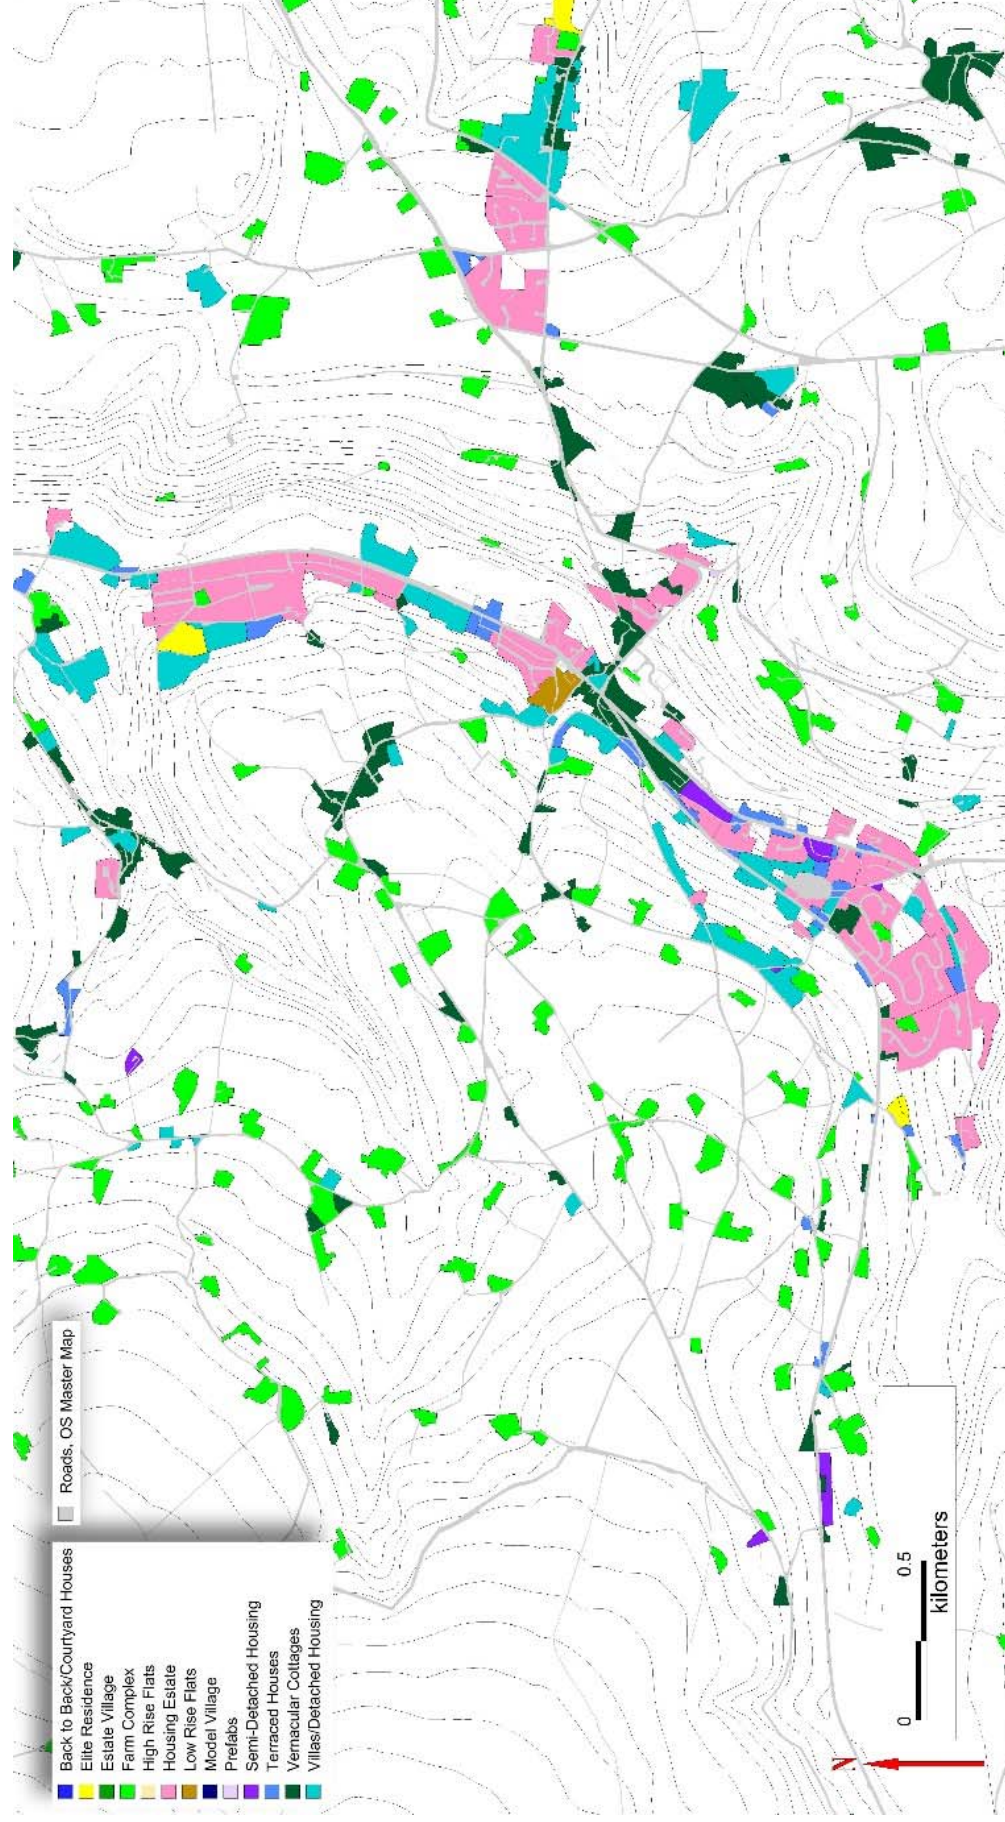 Back to Back/Courtyard Houses
Elite Residence
Estate Village
Farm Complex
High Rise Flats
Housing Estate
Low Rise Flats
Model Village
Prefabs
Semi-Detached Housing
Terraced Houses
Vernacular Cottages
Villas/Detached Housing
Roads, OS Master Map
0 0.5
kilometers
N